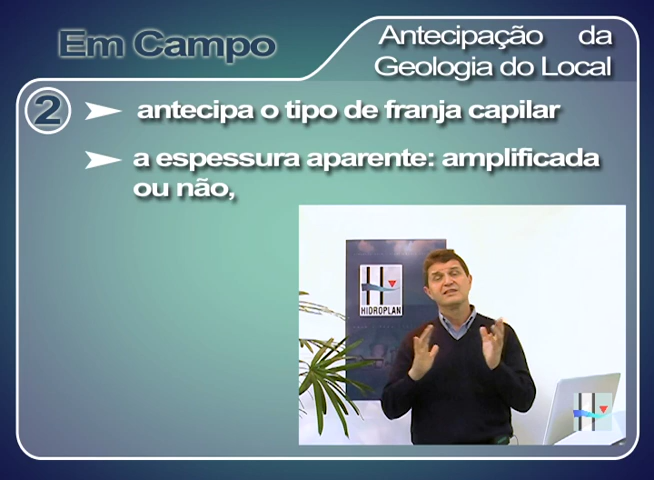 Em Campo
Antecipação da
Geologia do Local
2
antecipa o tipo de franja capilar
a espessura aparente: amplificada
ou não,
HIDROPLAN